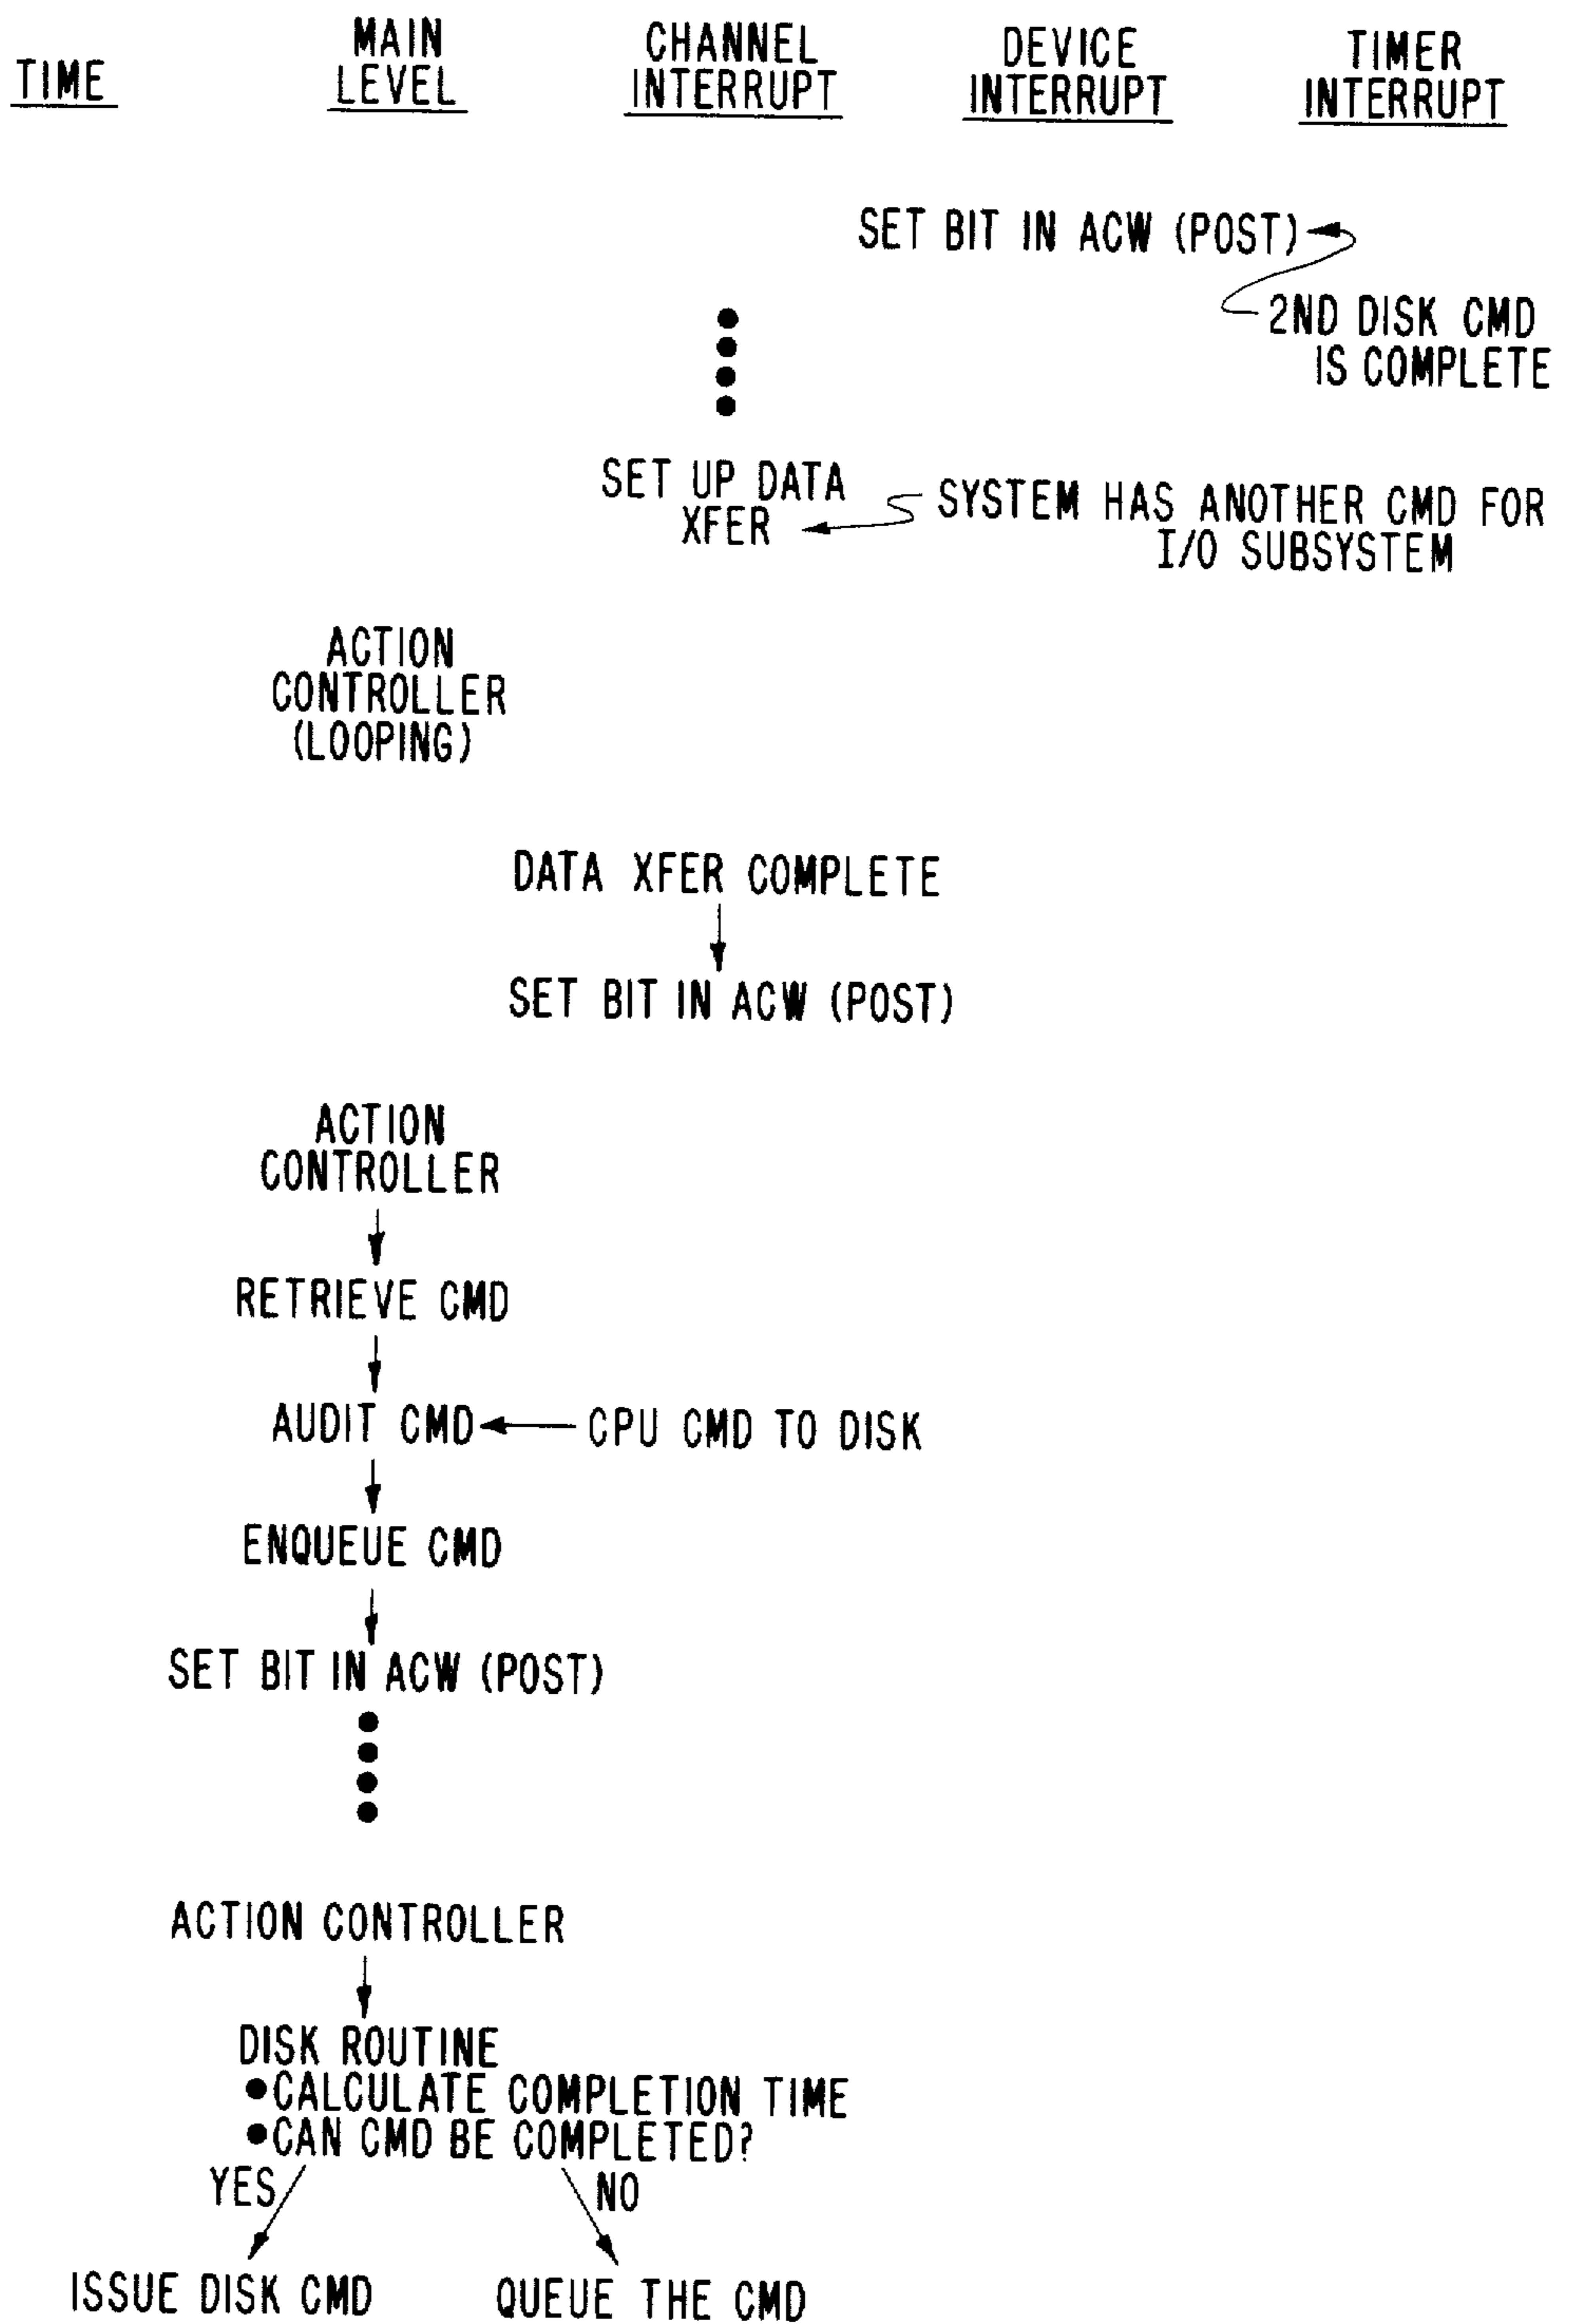 TIME
MAIN
LEVEL
CHANNEL
INTERRUPT
DEVICE
INTERRUPT
TIMER
INTERRUPT
SET BIT IN ACW (POST)
2ND DISK CMD
IS COMPLETE
SET UP DATA
XFER
SYSTEM HAS ANOTHER CMD FOR
I/O SUBSYSTEM
ACTION
CONTROLLER
(LOOPING)
DATA XFER COMPLETE
SET BIT IN ACW (POST)
ACTION
CONTROLLER
RETRIEVE CMD
AUDIT CMD
CPU CMD TO DISK
ENQUEUE CMD
SET BIT IN ACW (POST)
ACTION CONTROLLER
DISK ROUTINE
•CALCULATE COMPLETION TIME
•CAN CMD BE COMPLETED?
YES
NO
ISSUE DISK CMD
QUEUE THE CMD